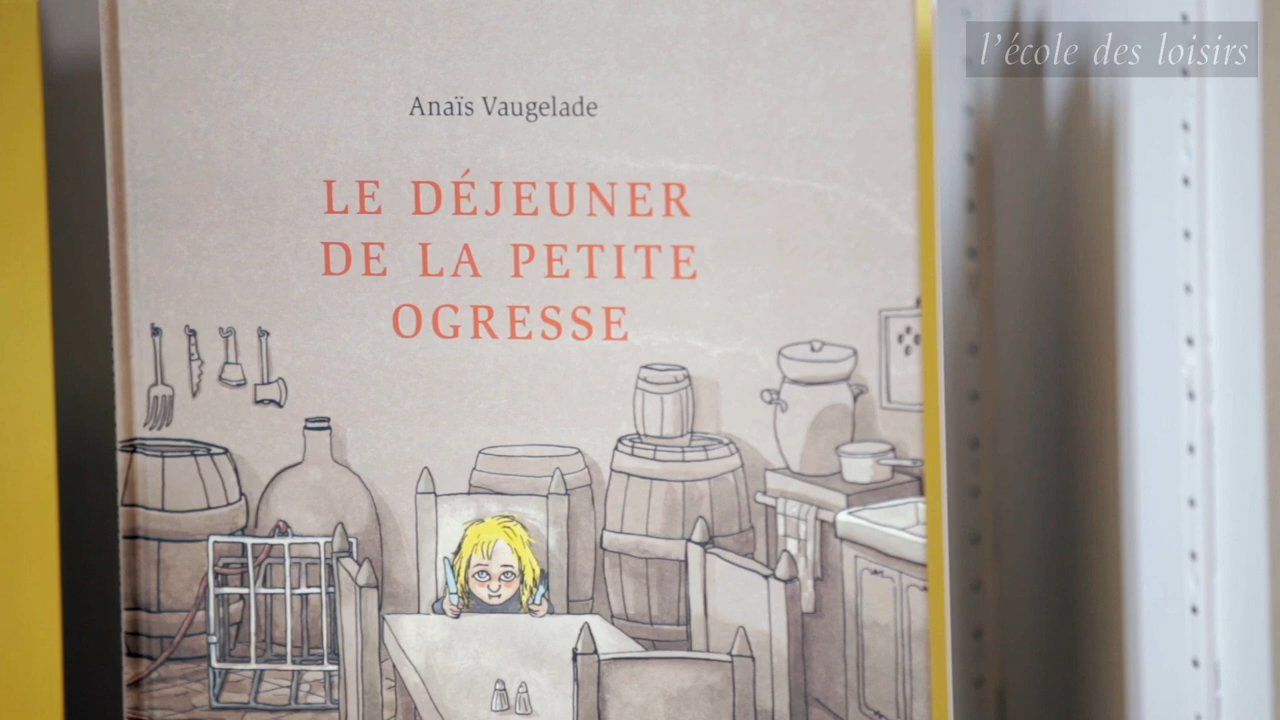 l'école des loisirs
Anaïs Vaugelade
LE DÉJEUNER
DE LA PETITE
OGRESSE